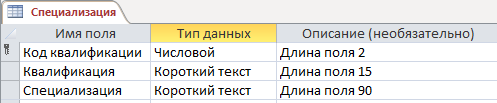 Специализация
Имя поля Тип данных Описание (необязательно)
Код квалификации Числовой Длина поля 2
Квалификация Короткий текст Длина поля 15
Специализация Короткий текст Длина поля 90